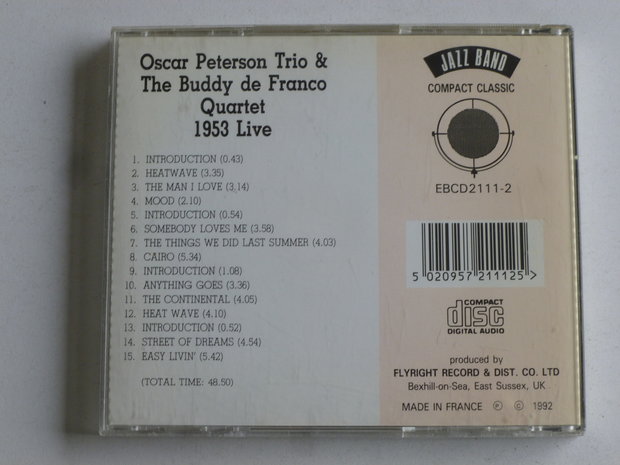 Oscar Peterson Trio &
The Buddy de Franco
Quartet
1953 Live
1. INTRODUCTION (0.43)
2. HEATWAVE (3.35)
3. THE MAN I LOVE (3.14)
4. MOOD (2.10)
5. INTRODUCTION (0.54)
6. SOMEBODY LOVES ME (3.58)
7. THE THINGS WE DID LAST SUMMER (4.03)
8. CAIRO (5.34)
9. INTRODUCTION (1.08)
10. ANYTHING GOES (3.36)
11. THE CONTINENTAL (4.05)
12. HEAT WAVE (4.10)
13. INTRODUCTION (0.52)
14. STREET OF DREAMS (4.54)
15. EASY LIVIN' (5.42)
(TOTAL TIME: 48.50)
JAZZ BAND
COMPACT CLASSIC
EBCD2111-2
5 020957 211125 >
COMPACT
disc
DIGITAL AUDIO
produced by
FLYRIGHT RECORD & DIST. CO. LTD
Bexhill-on-Sea, East Sussex, UK
MADE IN FRANCE ℗ © 1992